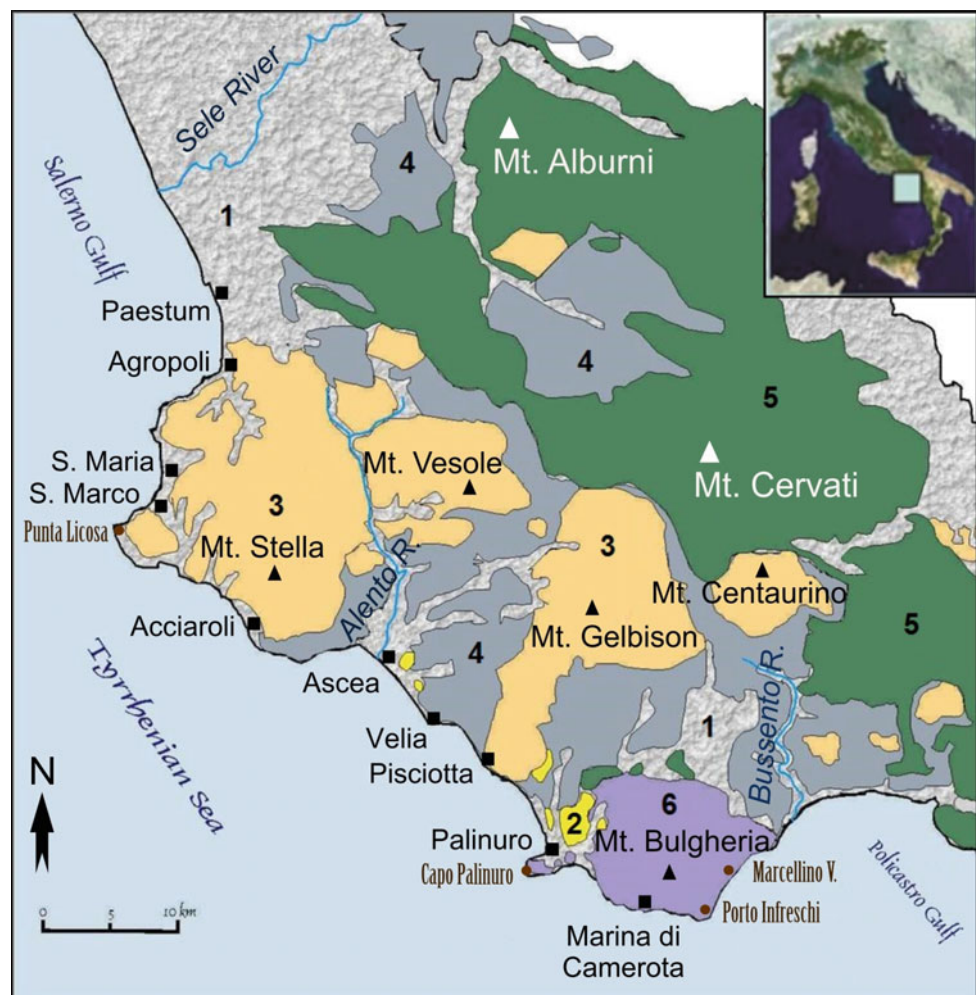 Sele River
4
Mt. Alburni
Salerno Gulf
1
Paestum
4
Agropoli
5
Mt. Vesole
Mt. Cervati
S. Maria
S. Marco
3
3
Punta Licosa
Mt. Stella
Mt. Centaurino
Alento R.
Acciaroli
Mt. Gelbison
5
4
Ascea
Tyrrhenian Sea
1
Bussento R.
Velia
Pisciotta
N
6
2
Palinuro
Mt. Bulgheria
Capo Palinuro
Marcellino V.
Policastro Gulf
0 5 10 km
Porto Infreschi
Marina di
Camerota